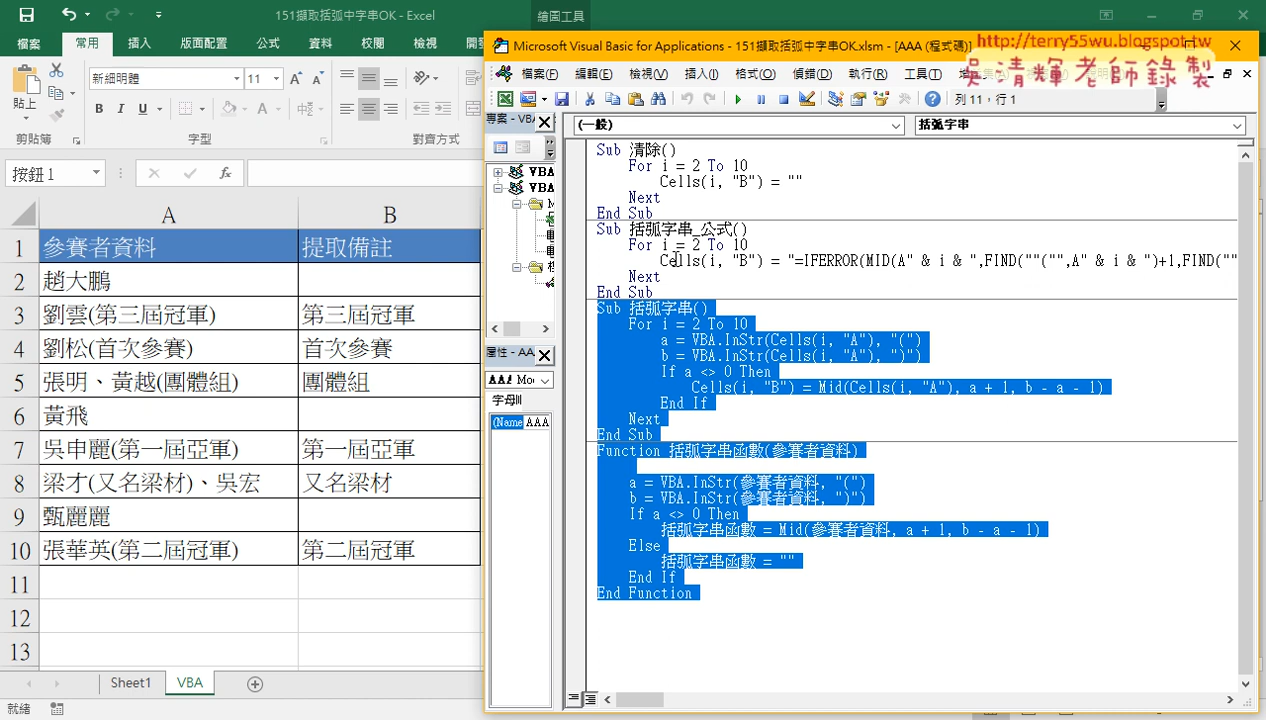 151擷取括弧中字串OK - Excel
繪圖工具
檔案 常用 插入 版面配置 公式 資料 校閱 檢視
貼上
新細明體 11
B I U
剪貼簿 字型 對齊方式
按鈕 1
fx
A B
1 參賽者資料 提取備註
2 趙大鵬
3 劉雲(第三屆冠軍) 第三屆冠軍
4 劉松(首次參賽) 首次參賽
5 張明、黃越(團體組) 團體組
6 黃飛
7 吳申麗(第一屆亞軍) 第一屆亞軍
8 梁才(又名梁材)、吳宏 又名梁材
9 甄麗麗
10 張華英(第二屆冠軍) 第二屆冠軍
11
12
13
Sheet1 VBA
就緒
Microsoft Visual Basic for Applications - 151擷取括弧中字串OK.xlsm - [AAA (程式碼)]
http://terry55wu.blogspot.tw
吳清輝老師錄製
檔案(F) 編輯(E) 檢視(V) 插入(I) 格式(O) 偵錯(D) 執行(R) 工具(T)
列 11，行 1
專案 - VBA
VBA
VBA
屬性 - AA
AAA Mo
字母順
(Name AAA
(一般) 括弧字串
Sub 清除()
For i = 2 To 10
Cells(i, "B") = ""
Next
End Sub
Sub 括弧字串_公式()
For i = 2 To 10
Cells(i, "B") = "=IFERROR(MID(A" & i & ",FIND(""("",A" & i & ")+1,FIND(""
Next
End Sub
Sub 括弧字串()
For i = 2 To 10
a = VBA.InStr(Cells(i, "A"), "(")
b = VBA.InStr(Cells(i, "A"), ")")
If a <> 0 Then
Cells(i, "B") = Mid(Cells(i, "A"), a + 1, b - a - 1)
End If
Next
End Sub
Function 括弧字串函數(參賽者資料)
a = VBA.InStr(參賽者資料, "(")
b = VBA.InStr(參賽者資料, ")")
If a <> 0 Then
括弧字串函數 = Mid(參賽者資料, a + 1, b - a - 1)
Else
括弧字串函數 = ""
End If
End Function